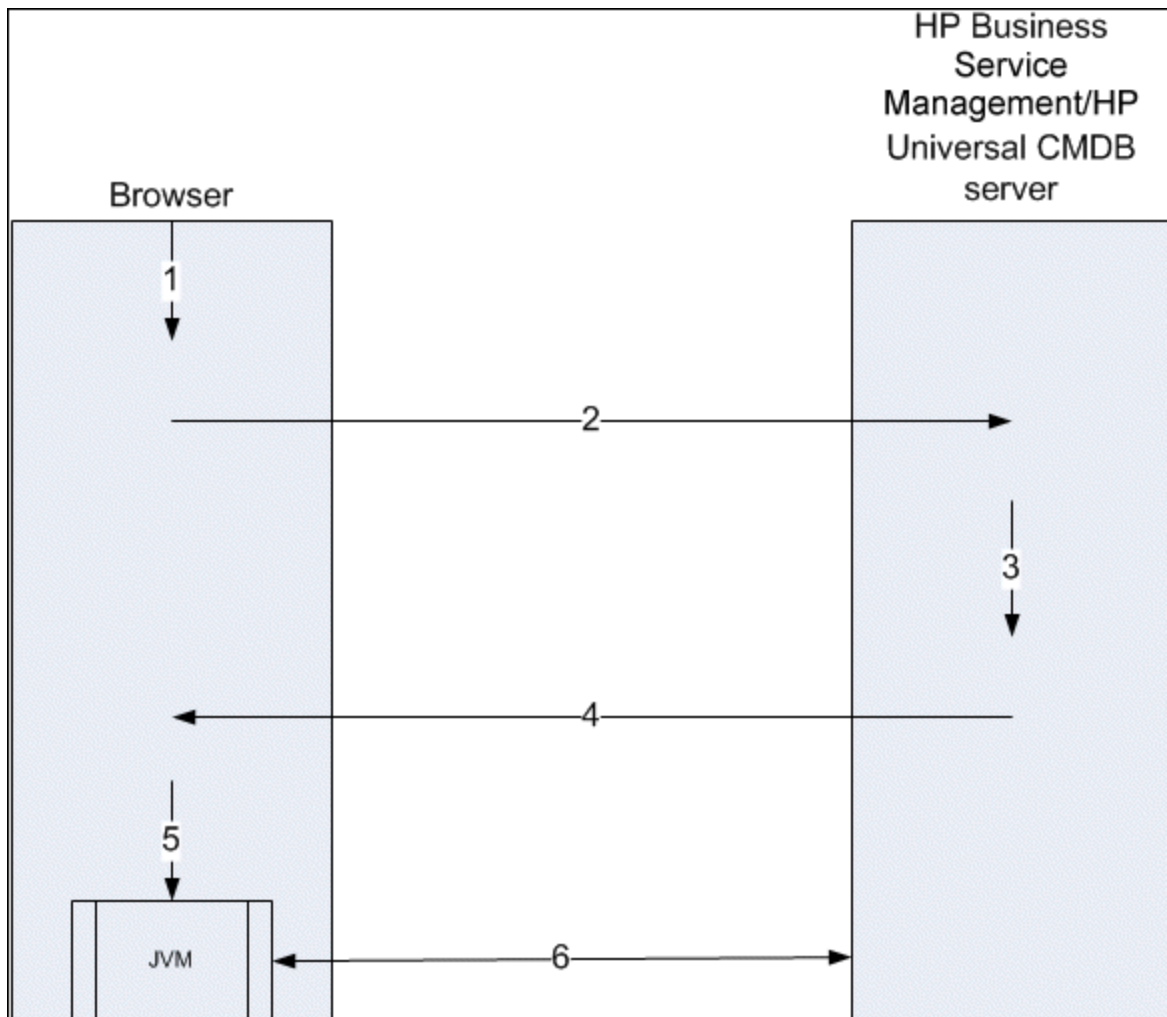 HP Business
Service
Management/HP
Universal CMDB
server
Browser
1
2
3
4
5
JVM
6